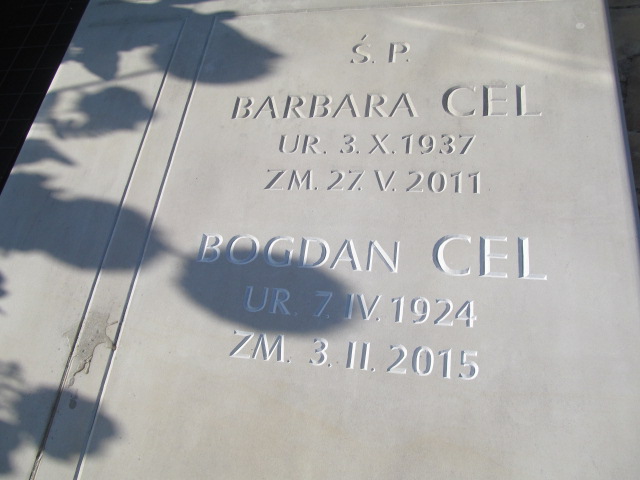 Ś. P.
BARBARA CEL
UR. 3. X. 1937
ZM. 27. V. 2011
BOGDAN CEL
UR. 7. IV. 1924
ZM. 3. II. 2015